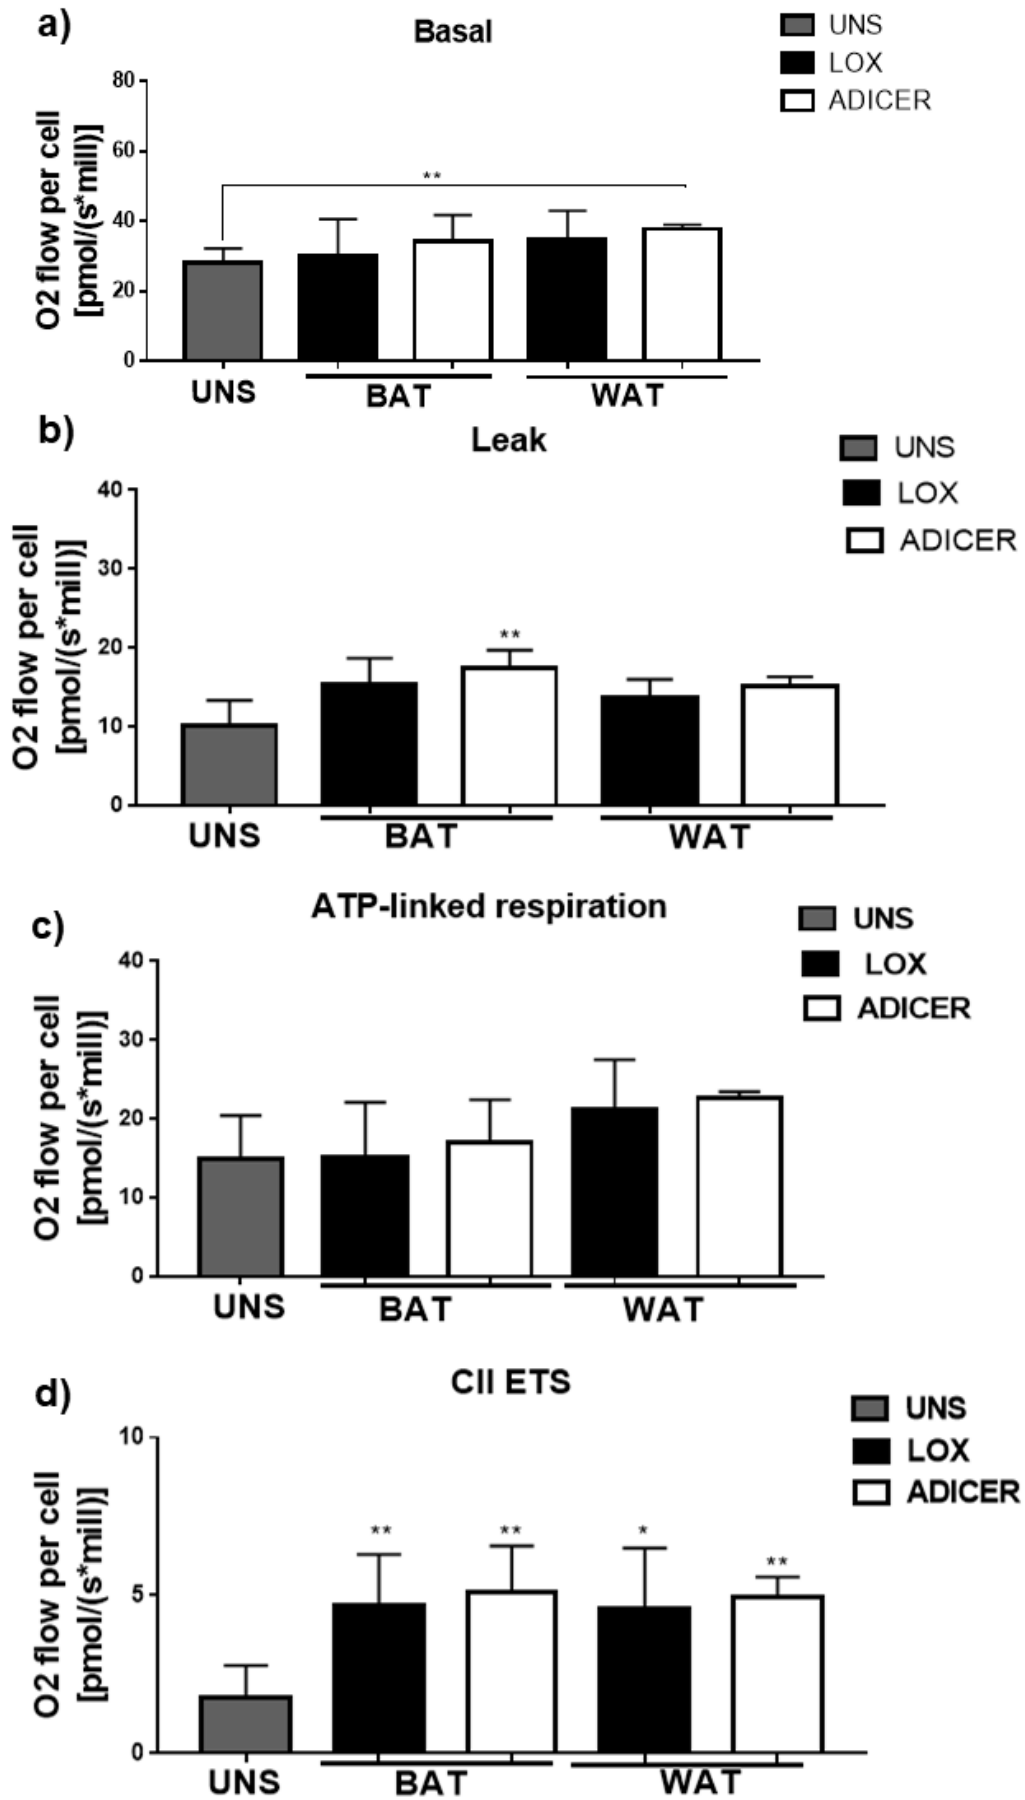 a)
Basal
UNS
LOX
ADICER
O2 flow per cell
[pmol/(s*mill)]
80
60
40
20
0
**
UNS
BAT
WAT
b)
Leak
UNS
LOX
ADICER
O2 flow per cell
[pmol/(s*mill)]
40
30
20
10
0
**
UNS
BAT
WAT
c)
ATP-linked respiration
UNS
LOX
ADICER
O2 flow per cell
[pmol/(s*mill)]
40
30
20
10
0
UNS
BAT
WAT
d)
CII ETS
UNS
LOX
ADICER
O2 flow per cell
[pmol/(s*mill)]
10
5
0
**
**
*
**
UNS
BAT
WAT